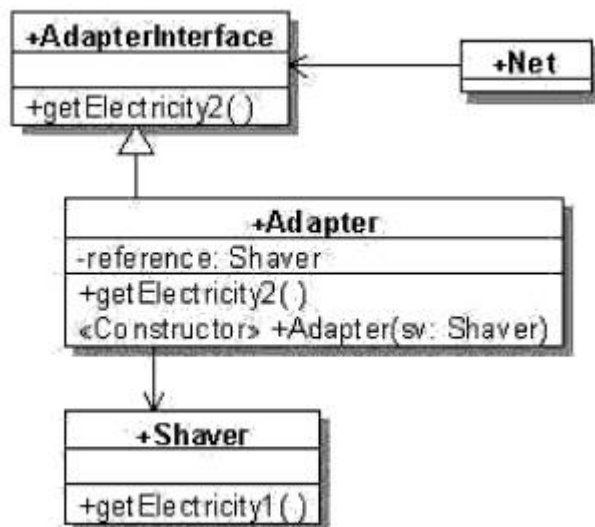 +AdapterInterface
+Net
+getElectricity2()
+Adapter
-reference: Shaver
+getElectricity2()
«Constructor» +Adapter(sv: Shaver)
+Shaver
+getElectricity1()